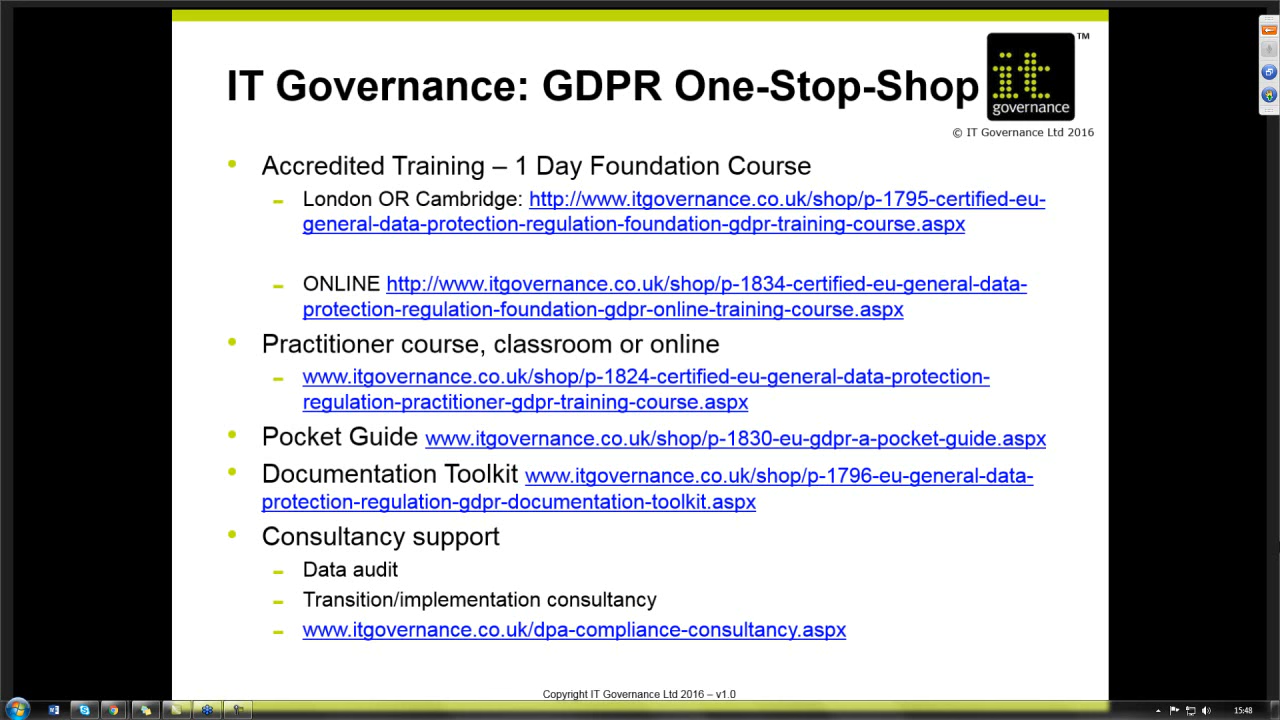 IT Governance: GDPR One-Stop-Shop
it
governance
TM
© IT Governance Ltd 2016
• Accredited Training – 1 Day Foundation Course
– London OR Cambridge: http://www.itgovernance.co.uk/shop/p-1795-certified-eu-
general-data-protection-regulation-foundation-gdpr-training-course.aspx
– ONLINE http://www.itgovernance.co.uk/shop/p-1834-certified-eu-general-data-
protection-regulation-foundation-gdpr-online-training-course.aspx
• Practitioner course, classroom or online
– www.itgovernance.co.uk/shop/p-1824-certified-eu-general-data-protection-
regulation-practitioner-gdpr-training-course.aspx
• Pocket Guide www.itgovernance.co.uk/shop/p-1830-eu-gdpr-a-pocket-guide.aspx
• Documentation Toolkit www.itgovernance.co.uk/shop/p-1796-eu-general-data-
protection-regulation-gdpr-documentation-toolkit.aspx
• Consultancy support
– Data audit
– Transition/implementation consultancy
– www.itgovernance.co.uk/dpa-compliance-consultancy.aspx
Copyright IT Governance Ltd 2016 – v1.0
15:48